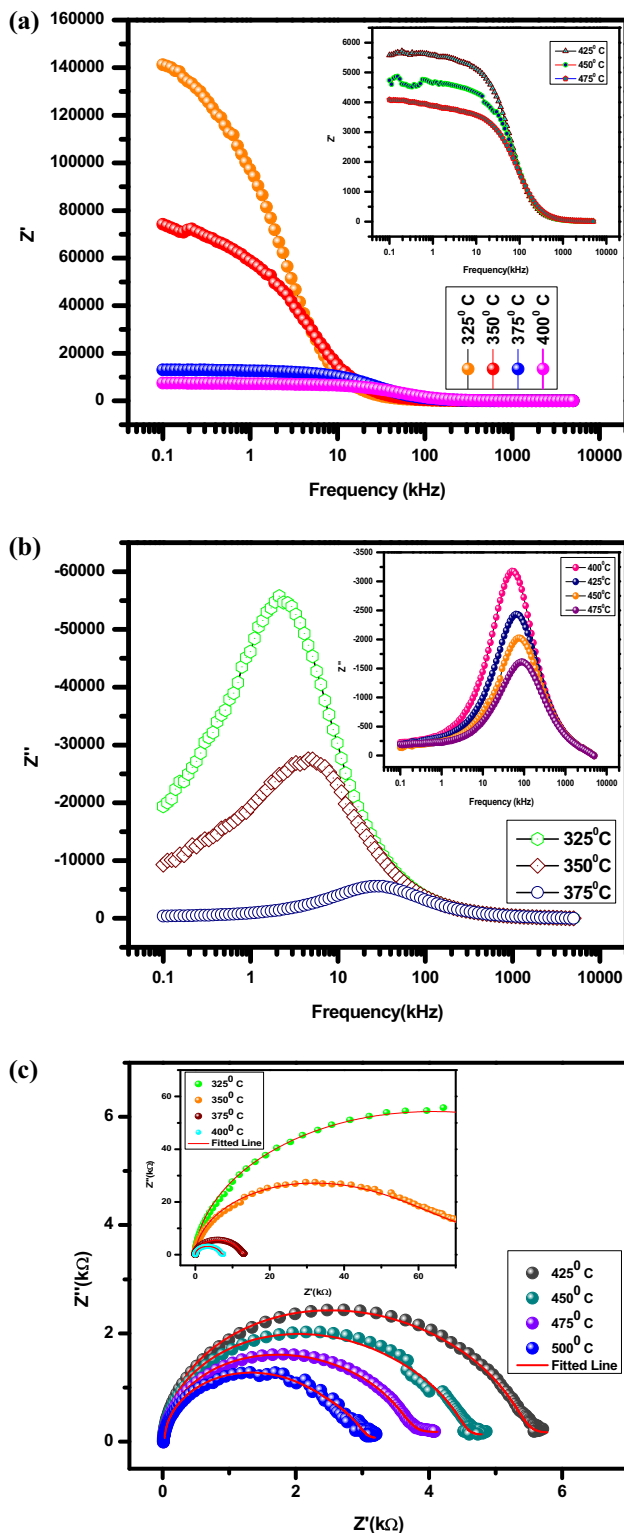 (a)
140000
120000
100000
80000
60000
40000
20000
0
Z'
0.1
1
10
100
1000
10000
Frequency (kHz)
6000
5000
4000
3000
2000
1000
0
Z'
0.1
1
10
100
1000
10000
Frequency(kHz)
425⁰ C
450⁰ C
475⁰ C
325⁰ C
350⁰ C
375⁰ C
400⁰ C
(b)
-60000
-50000
-40000
-30000
-20000
-10000
0
Z''
0.1
1
10
100
1000
10000
Frequency(kHz)
-3500
-3000
-2500
-2000
-1500
-1000
-500
0
Z''
0.1
1
10
100
1000
10000
Frequency (kHz)
400⁰C
425⁰C
450⁰C
475⁰C
325⁰C
350⁰C
375⁰C
(c)
6
4
2
0
Z''(kΩ)
0
2
4
6
Z'(kΩ)
60
40
20
0
Z''(kΩ)
0
20
40
60
Z'(kΩ)
325⁰ C
350⁰ C
375⁰ C
400⁰ C
Fitted Line
425⁰ C
450⁰ C
475⁰ C
500⁰ C
Fitted Line